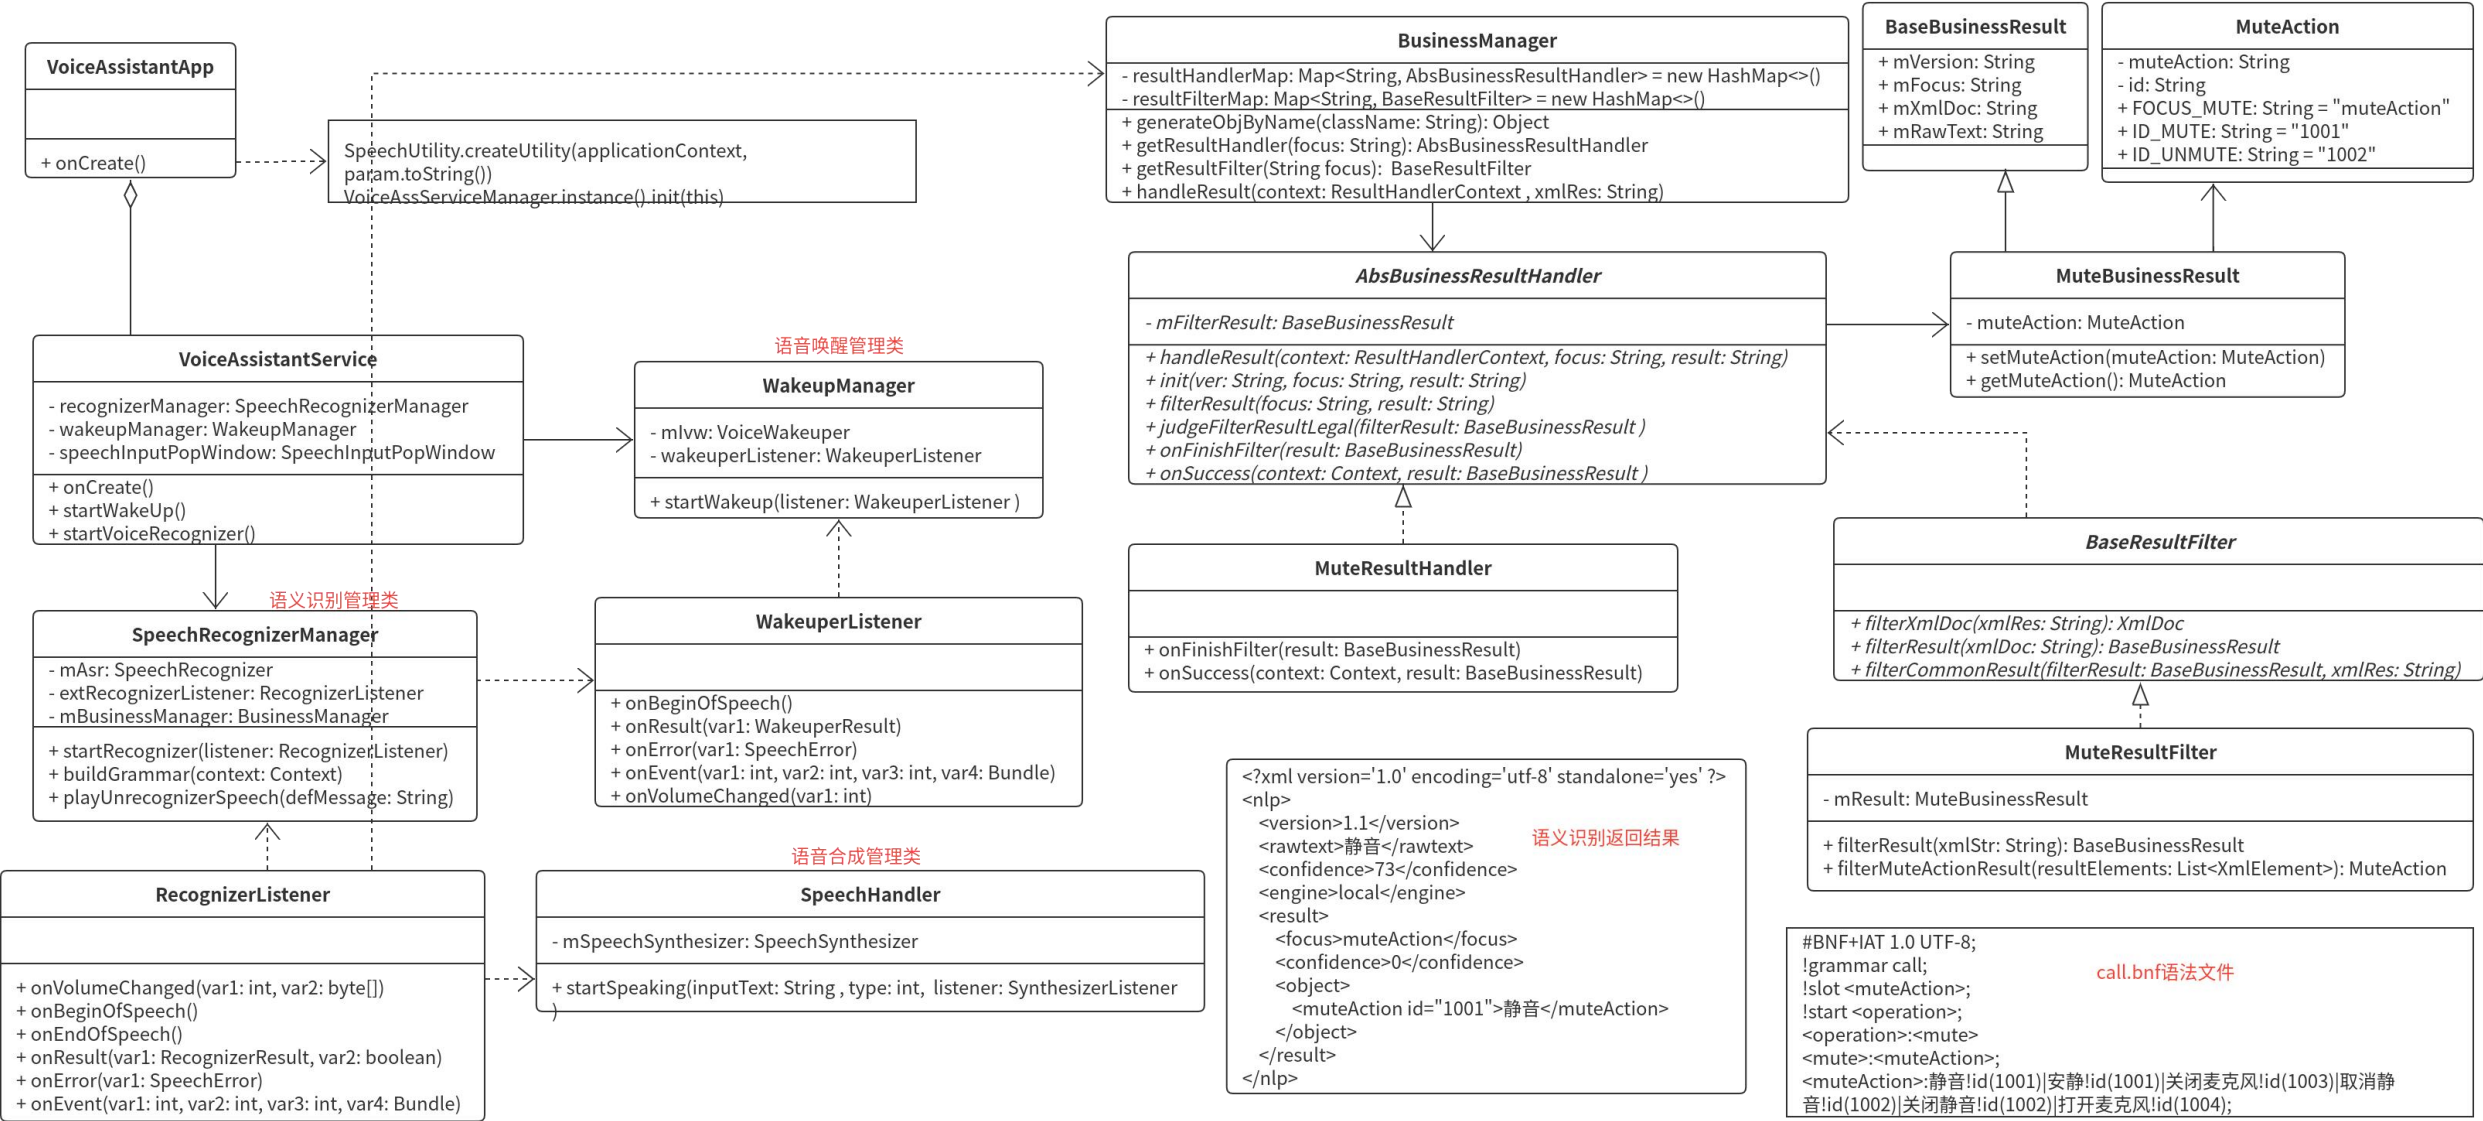 VoiceAssistantApp
+ onCreate()
SpeechUtility.createUtility(applicationContext,
param.toString())
VoiceAssServiceManager.instance().init(this)
BusinessManager
- resultHandlerMap: Map<String, AbsBusinessResultHandler> = new HashMap<>()
- resultFilterMap: Map<String, BaseResultFilter> = new HashMap<>()
+ generateObjByName(className: String): Object
+ getResultHandler(focus: String): AbsBusinessResultHandler
+ getResultFilter(String focus):  BaseResultFilter
+ handleResult(context: ResultHandlerContext , xmlRes: String)
BaseBusinessResult
+ mVersion: String
+ mFocus: String
+ mXmlDoc: String
+ mRawText: String
MuteAction
- muteAction: String
- id: String
+ FOCUS_MUTE: String = "muteAction"
+ ID_MUTE: String = "1001"
+ ID_UNMUTE: String = "1002"
AbsBusinessResultHandler
- mFilterResult: BaseBusinessResult
+ handleResult(context: ResultHandlerContext, focus: String, result: String)
+ init(ver: String, focus: String, result: String)
+ filterResult(focus: String, result: String)
+ judgeFilterResultLegal(filterResult: BaseBusinessResult )
+ onFinishFilter(result: BaseBusinessResult)
+ onSuccess(context: Context, result: BaseBusinessResult )
MuteBusinessResult
- muteAction: MuteAction
+ setMuteAction(muteAction: MuteAction)
+ getMuteAction(): MuteAction
VoiceAssistantService
- recognizerManager: SpeechRecognizerManager
- wakeupManager: WakeupManager
- speechInputPopWindow: SpeechInputPopWindow
+ onCreate()
+ startWakeUp()
+ startVoiceRecognizer()
语音唤醒管理类
WakeupManager
- mIvw: VoiceWakeuper
- wakeuperListener: WakeuperListener
+ startWakeup(listener: WakeuperListener )
语义识别管理类
SpeechRecognizerManager
- mAsr: SpeechRecognizer
- extRecognizerListener: RecognizerListener
- mBusinessManager: BusinessManager
+ startRecognizer(listener: RecognizerListener)
+ buildGrammar(context: Context)
+ playUnrecognizerSpeech(defMessage: String)
WakeuperListener
+ onBeginOfSpeech()
+ onResult(var1: WakeuperResult)
+ onError(var1: SpeechError)
+ onEvent(var1: int, var2: int, var3: int, var4: Bundle)
+ onVolumeChanged(var1: int)
MuteResultHandler
+ onFinishFilter(result: BaseBusinessResult)
+ onSuccess(context: Context, result: BaseBusinessResult)
BaseResultFilter
+ filterXmlDoc(xmlRes: String): XmlDoc
+ filterResult(xmlDoc: String): BaseBusinessResult
+ filterCommonResult(filterResult: BaseBusinessResult, xmlRes: String)
MuteResultFilter
- mResult: MuteBusinessResult
+ filterResult(xmlStr: String): BaseBusinessResult
+ filterMuteActionResult(resultElements: List<XmlElement>): MuteAction
RecognizerListener
+ onVolumeChanged(var1: int, var2: byte[])
+ onBeginOfSpeech()
+ onEndOfSpeech()
+ onResult(var1: RecognizerResult, var2: boolean)
+ onError(var1: SpeechError)
+ onEvent(var1: int, var2: int, var3: int, var4: Bundle)
语音合成管理类
SpeechHandler
- mSpeechSynthesizer: SpeechSynthesizer
+ startSpeaking(inputText: String , type: int,  listener: SynthesizerListener
)
<?xml version='1.0' encoding='utf-8' standalone='yes' ?>
<nlp>
<version>1.1</version>
<rawtext>静音</rawtext>
<confidence>73</confidence>
<engine>local</engine>
<result>
<focus>muteAction</focus>
<confidence>0</confidence>
<object>
<muteAction id="1001">静音</muteAction>
</object>
</result>
</nlp>
语义识别返回结果
#BNF+IAT 1.0 UTF-8;
!grammar call;
!slot <muteAction>;
!start <operation>;
<operation>:<mute>
<mute>:<muteAction>;
<muteAction>:静音!id(1001)|安静!id(1001)|关闭麦克风!id(1003)|取消静
音!id(1002)|关闭静音!id(1002)|打开麦克风!id(1004);
call.bnf语法文件